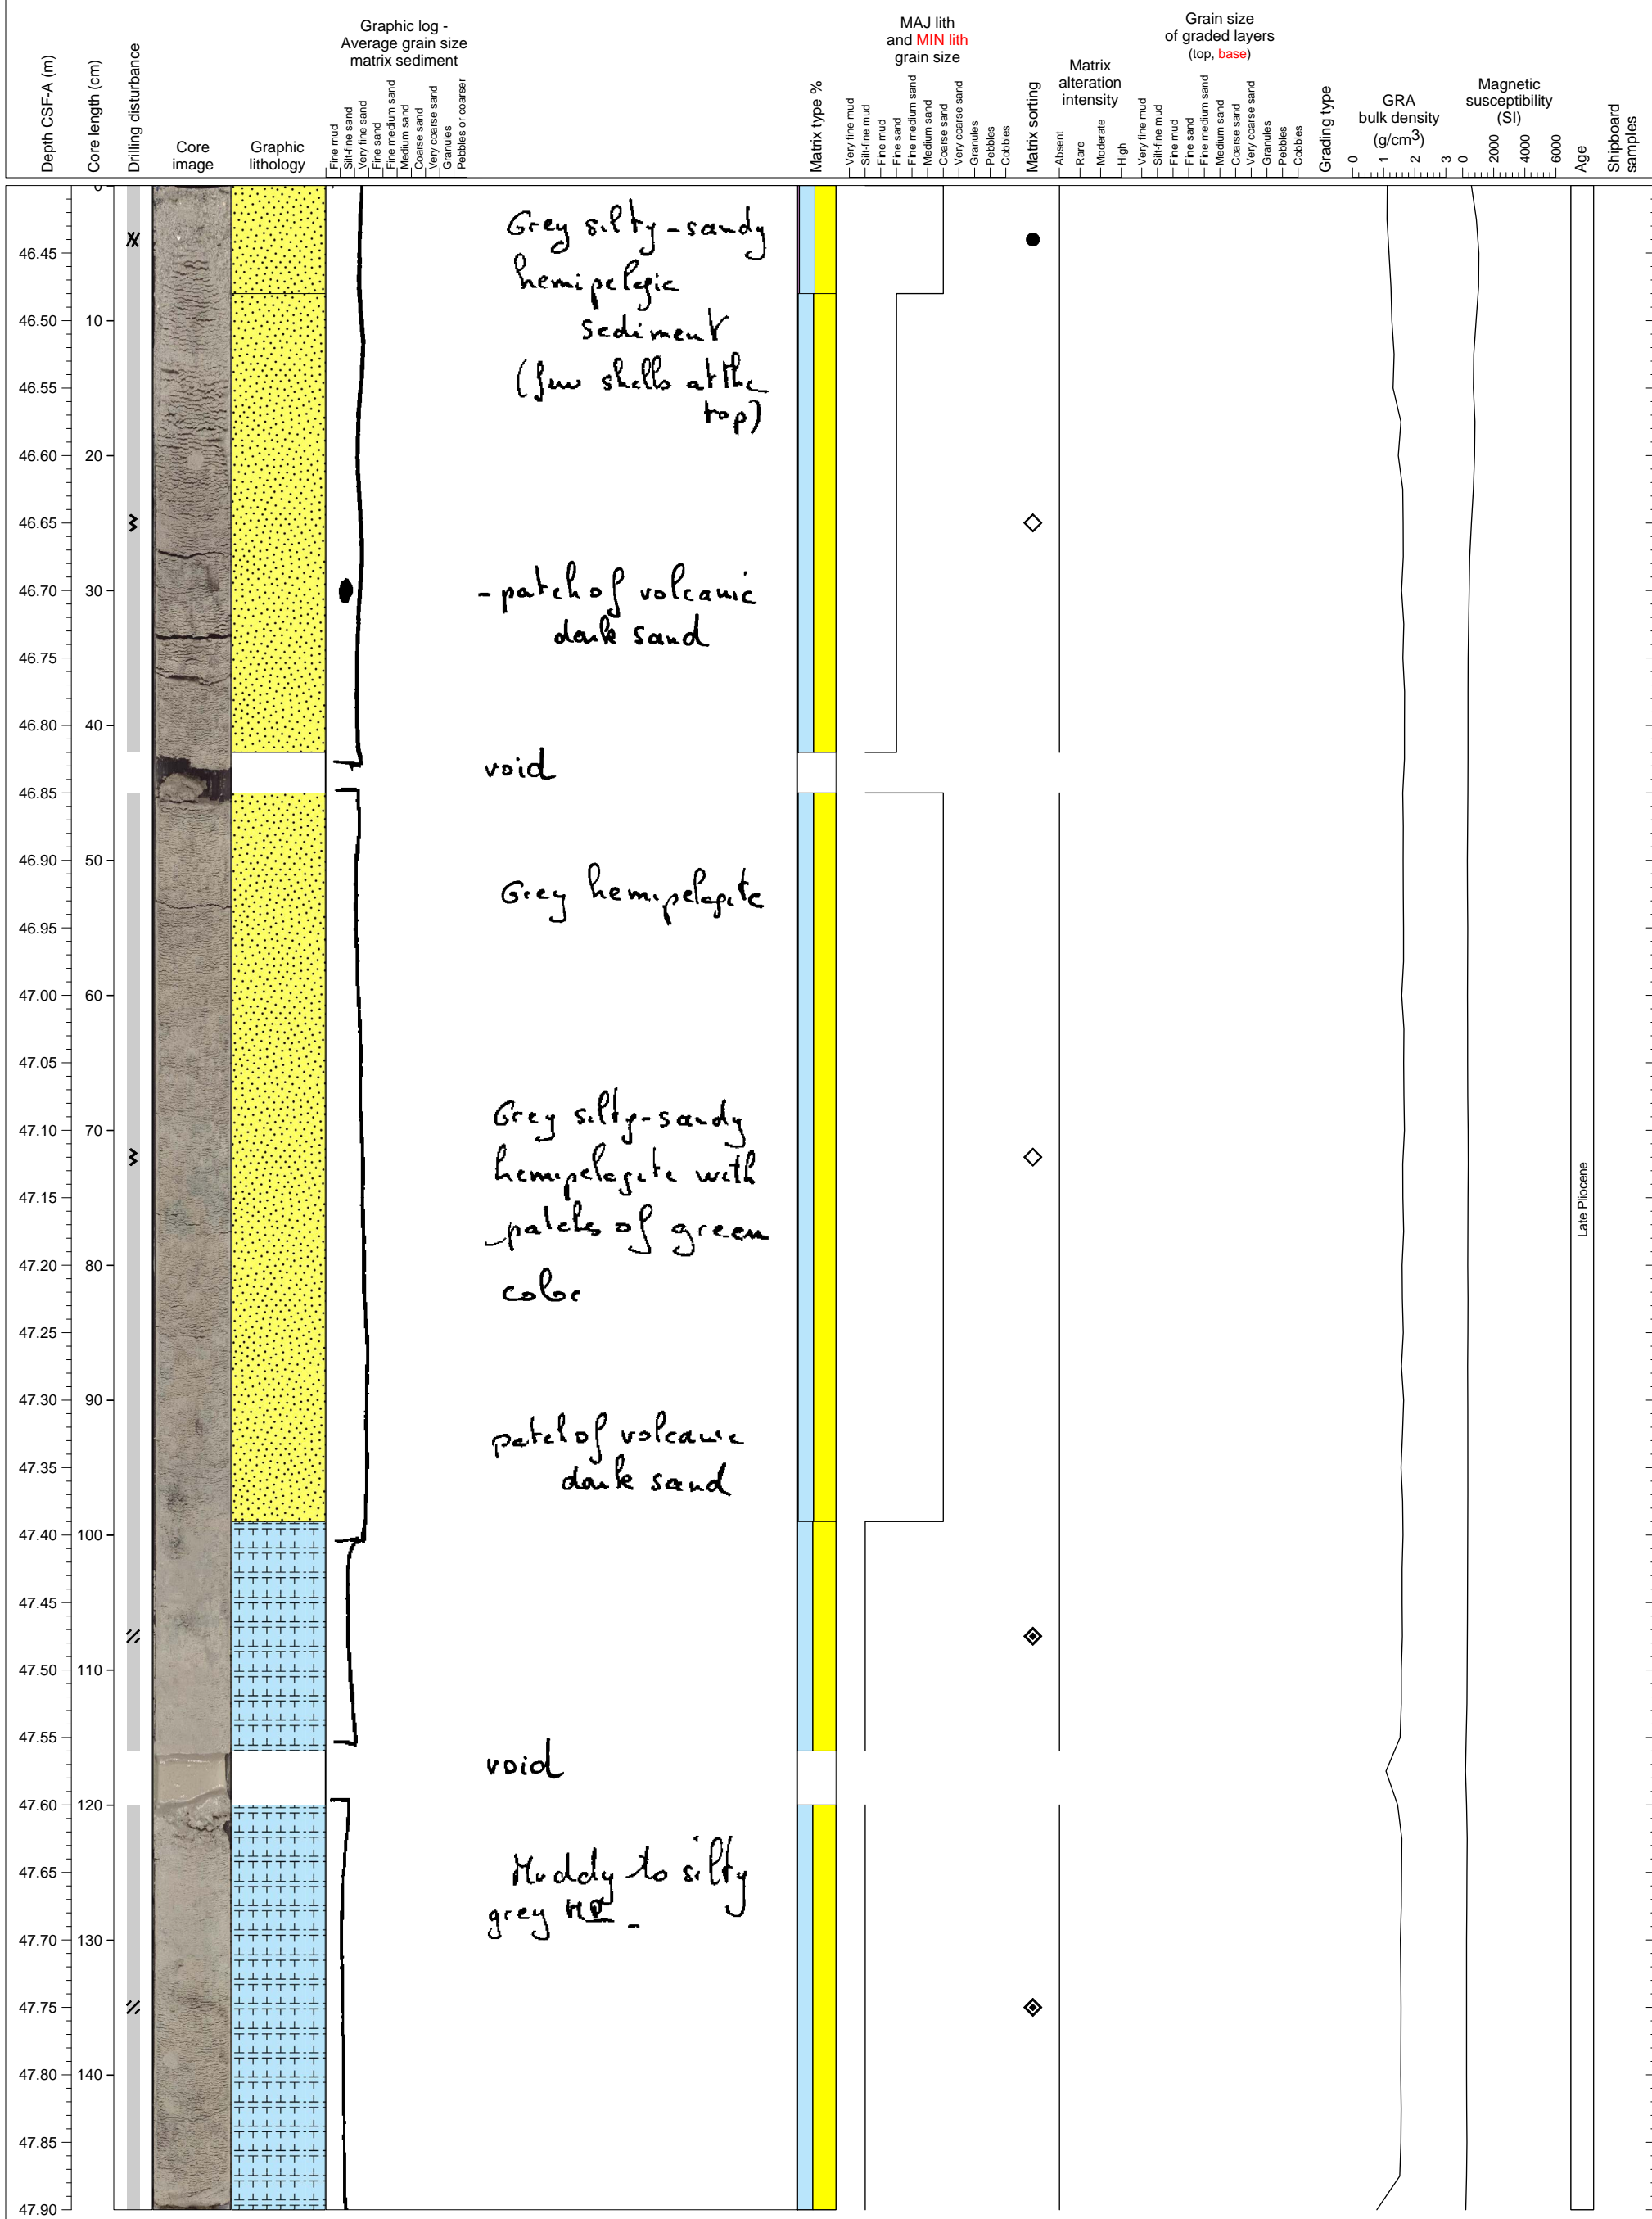 Depth CSF-A (m)
Core length (cm)
Drilling disturbance
Core
image
Graphic
lithology
Graphic log -
Average grain size
matrix sediment
Fine mud
Silt-fine sand
Very fine sand
Fine sand
Fine medium sand
Medium sand
Coarse sand
Very coarse sand
Granules
Pebbles or coarser
Matrix type %
MAJ lith
and MIN lith
grain size
Very fine mud
Silt-fine mud
Fine mud
Fine sand
Fine medium sand
Medium sand
Coarse sand
Very coarse sand
Granules
Pebbles
Cobbles
Matrix sorting
Matrix
alteration
intensity
Absent
Rare
Moderate
High
Grain size
of graded layers
(top, base)
Very fine mud
Silt-fine mud
Fine mud
Fine sand
Fine medium sand
Medium sand
Coarse sand
Very coarse sand
Granules
Pebbles
Cobbles
Grading type
GRA
bulk density
(g/cm3)
0 1 2 3
Magnetic
susceptibility
(SI)
0 2000 4000 6000
Age
Shipboard
samples
0
46.45
46.50 10
46.55
46.60 20
46.65
46.70 30
46.75
46.80 40
46.85
46.90 50
46.95
47.00 60
47.05
47.10 70
47.15
47.20 80
47.25
47.30 90
47.35
47.40 100
47.45
47.50 110
47.55
47.60 120
47.65
47.70 130
47.75
47.80 140
47.85
47.90
Grey silty-sandy
hemipelegic
sediment
(few shells at the
top)
- patch of volcanic
dark sand
void
Grey hemipelagite
Grey silty-sandy
hemipelagite with
patches of green
color
patch of volcanic
dark sand
void
Muddy to silty
grey
Late Pliocene